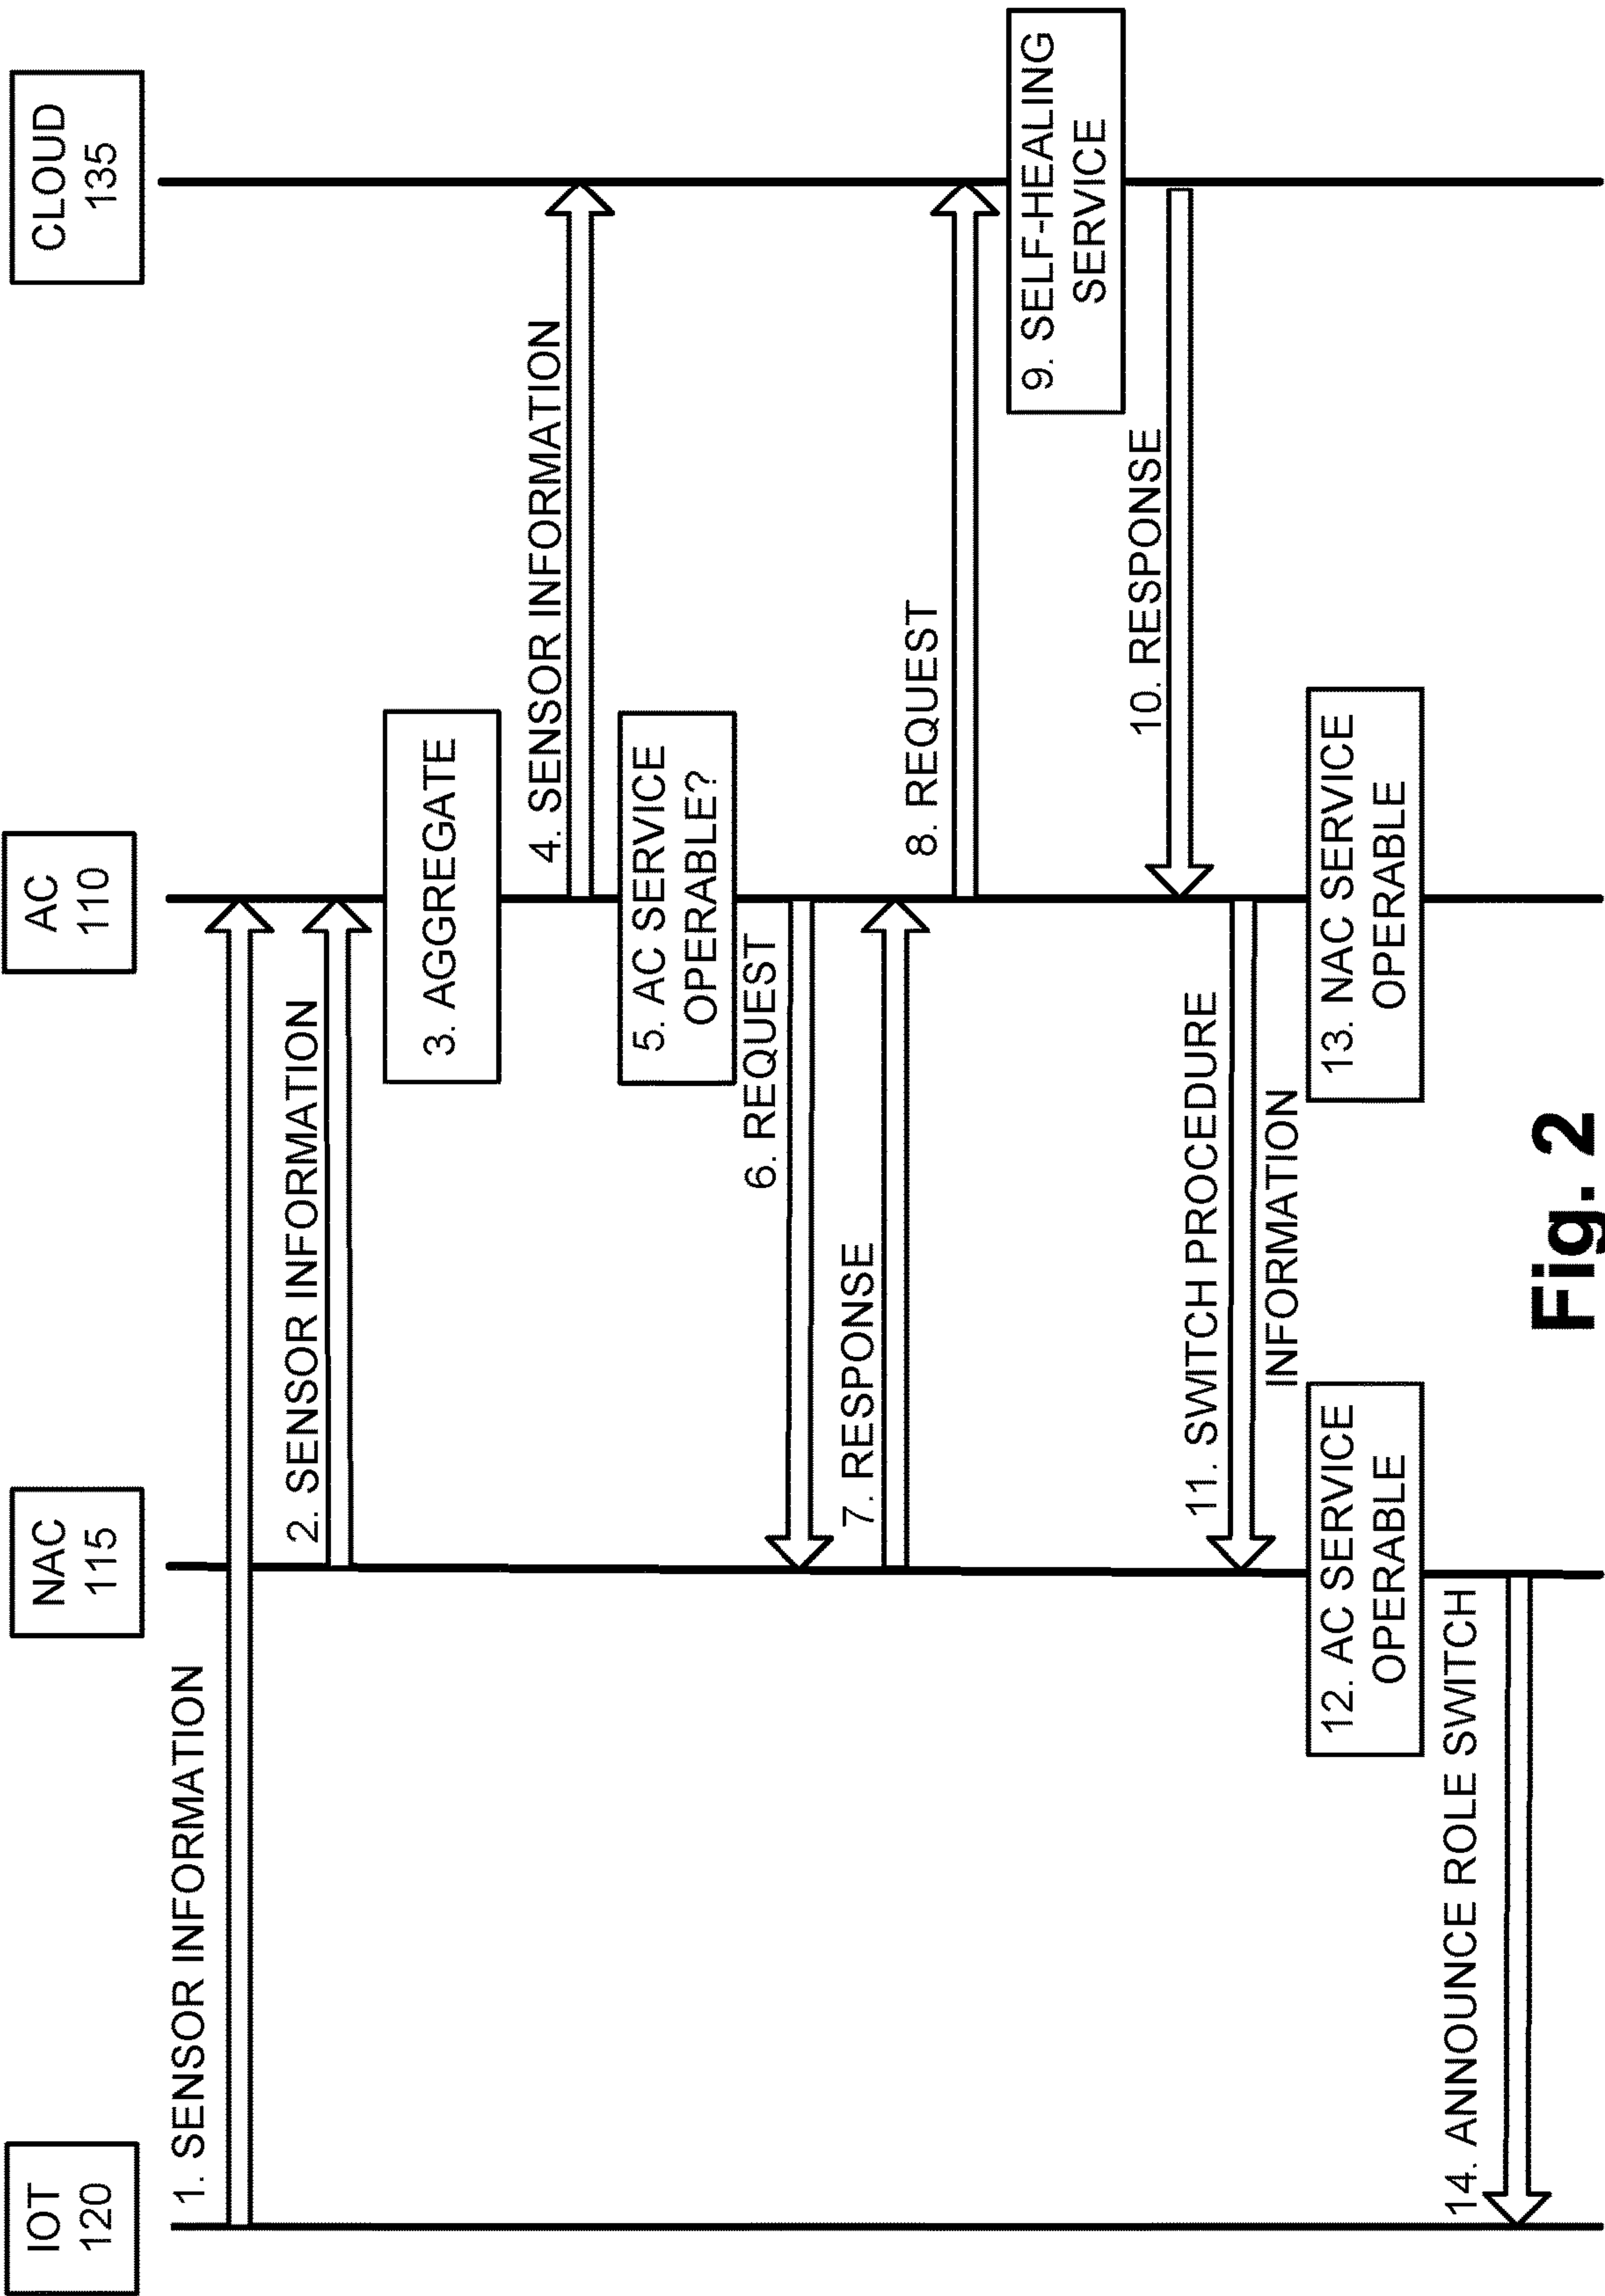 IOT
120
NAC
115
AC
110
CLOUD
135
1. SENSOR INFORMATION
2. SENSOR INFORMATION
3. AGGREGATE
4. SENSOR INFORMATION
5. AC SERVICE
OPERABLE?
6. REQUEST
7. RESPONSE
8. REQUEST
9. SELF-HEALING
SERVICE
10. RESPONSE
11. SWITCH PROCEDURE
INFORMATION
12. AC SERVICE
OPERABLE
13. NAC SERVICE
OPERABLE
14. ANNOUNCE ROLE SWITCH
Fig. 2